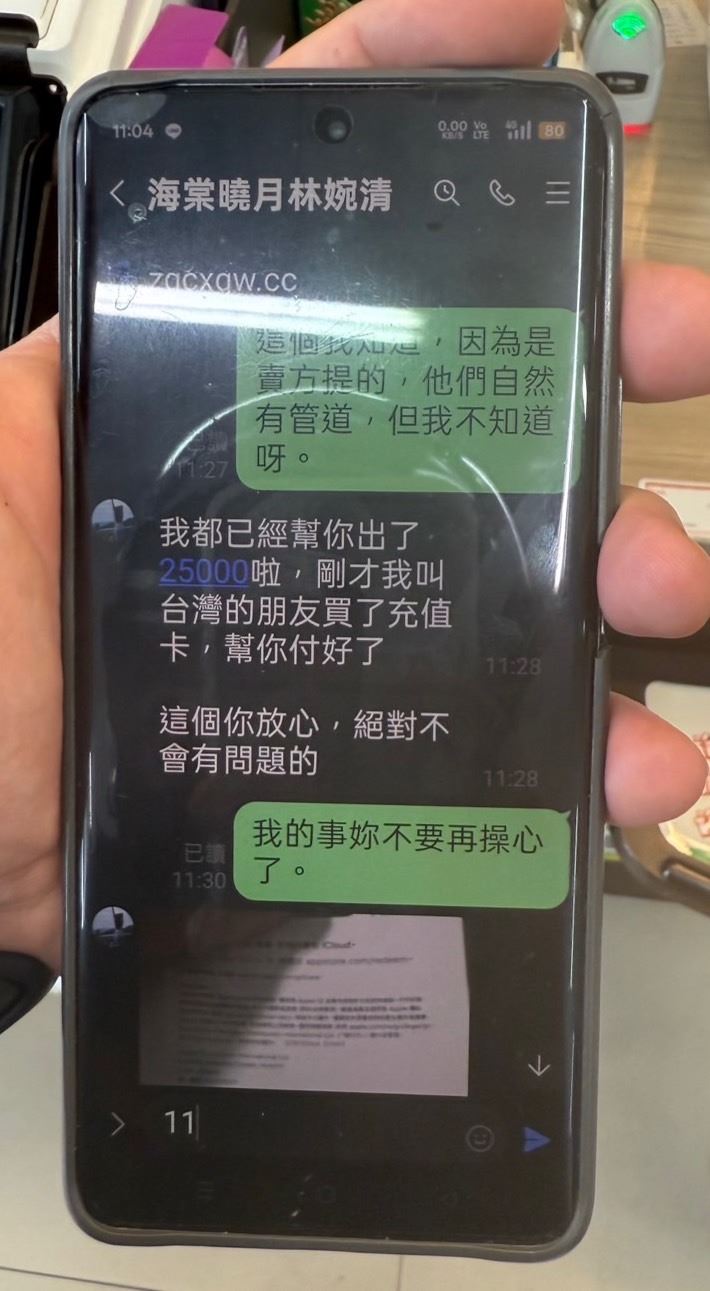 11:04
0.00 KB/S
Vo LTE
4G
80
海棠曉月林婉清
zqcxqw.cc
這個我知道，因為是
賣方提的，他們自然
有管道，但我不知道
呀。
已讀
11:27
我都已經幫你出了
25000啦，剛才我叫
台灣的朋友買了充值
卡，幫你付好了
11:28
這個你放心，絕對不
會有問題的
11:28
我的事妳不要再操心
了。
已讀
11:30
iCloud
11